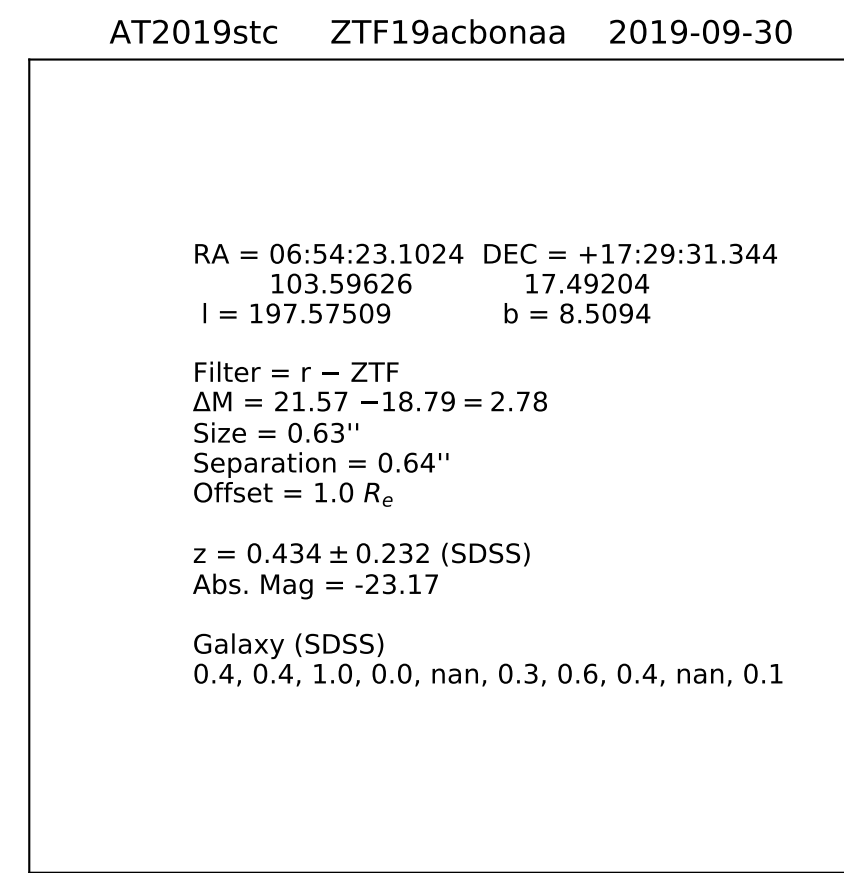 AT2019stc ZTF19acbonaa 2019-09-30
RA = 06:54:23.1024 DEC = +17:29:31.344
103.59626 17.49204
l = 197.57509 b = 8.5094
Filter = r − ZTF
ΔM = 21.57 −18.79 = 2.78
Size = 0.63''
Separation = 0.64''
Offset = 1.0 Rₑ
z = 0.434 ± 0.232 (SDSS)
Abs. Mag = -23.17
Galaxy (SDSS)
0.4, 0.4, 1.0, 0.0, nan, 0.3, 0.6, 0.4, nan, 0.1